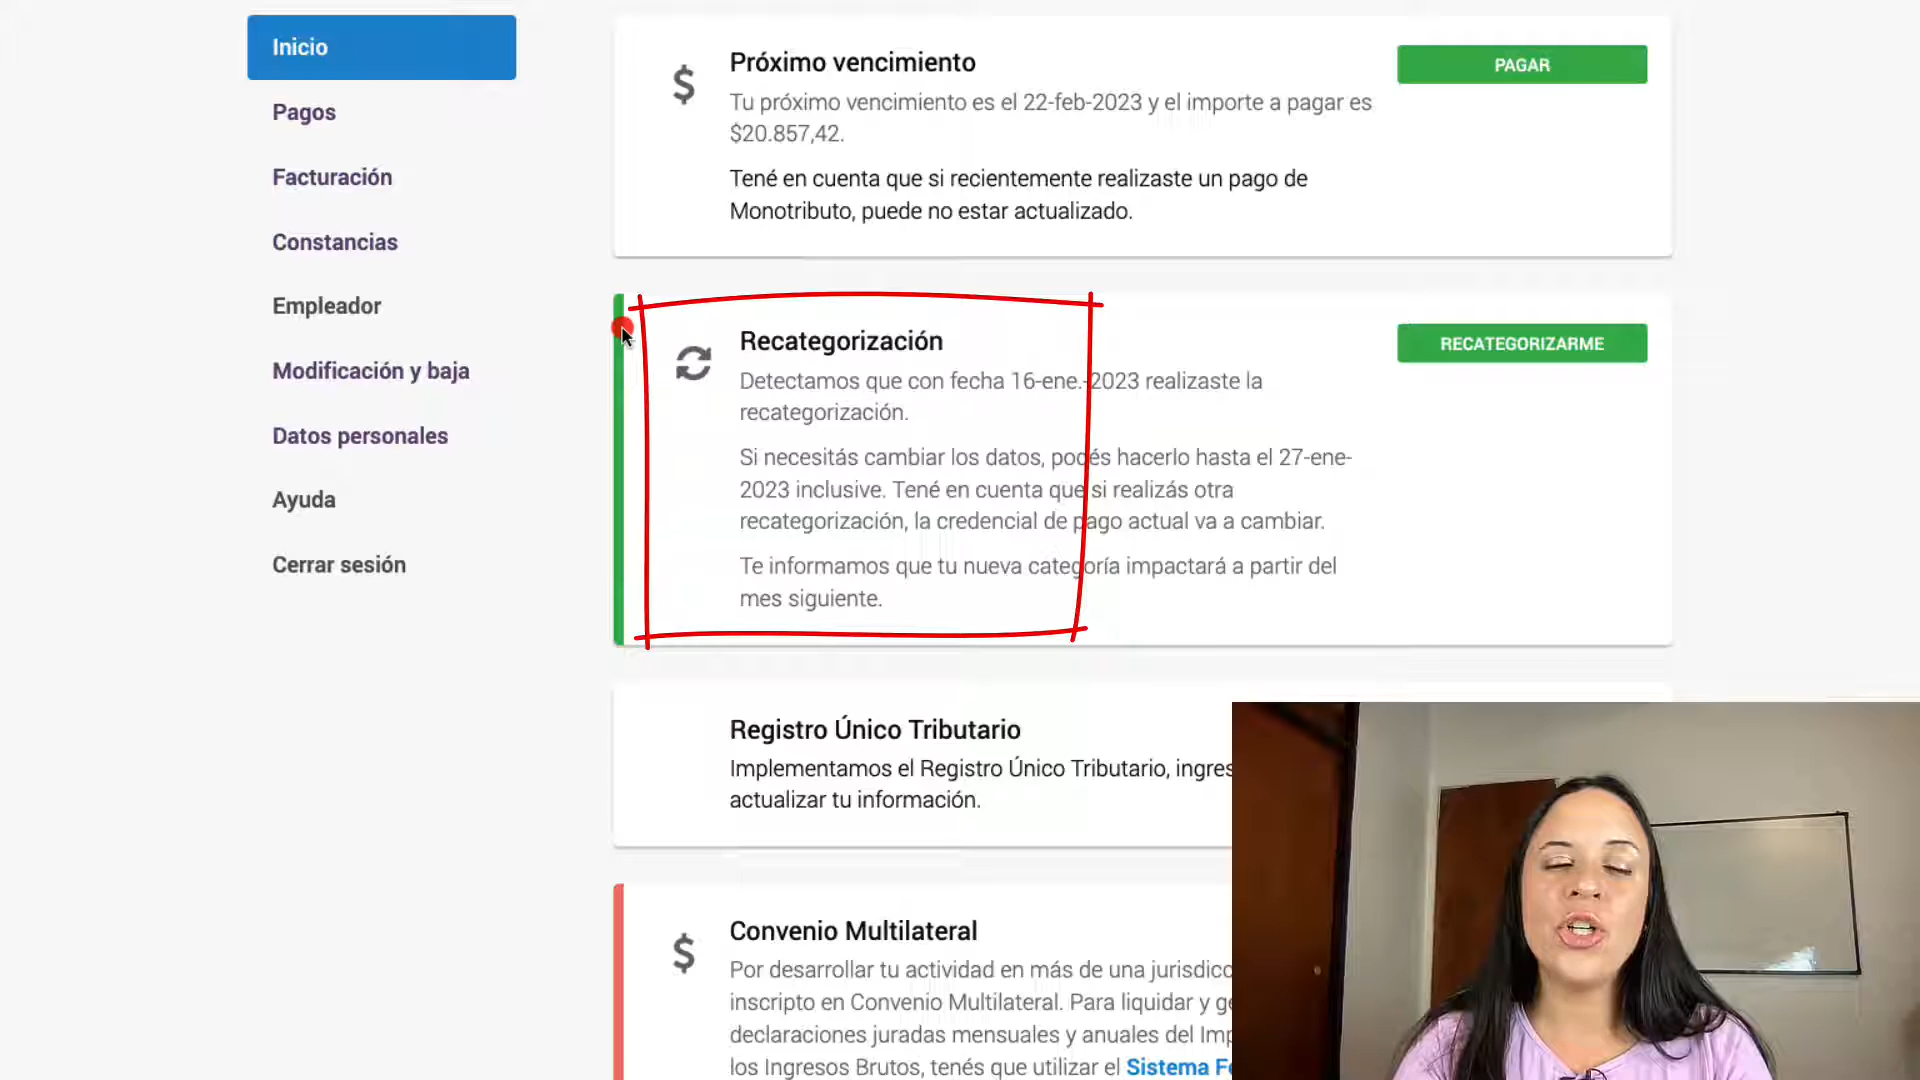 Inicio
Pagos
Facturación
Constancias
Empleador
Modificación y baja
Datos personales
Ayuda
Cerrar sesión
Próximo vencimiento
PAGAR
Tu próximo vencimiento es el 22-feb-2023 y el importe a pagar es
$20.857,42.
Tené en cuenta que si recientemente realizaste un pago de
Monotributo, puede no estar actualizado.
Recategorización
RECATEGORIZARME
Detectamos que con fecha 16-ene.-2023 realizaste la
recategorización.
Si necesitás cambiar los datos, podés hacerlo hasta el 27-ene-
2023 inclusive. Tené en cuenta que si realizás otra
recategorización, la credencial de pago actual va a cambiar.
Te informamos que tu nueva categoría impactará a partir del
mes siguiente.
Registro Único Tributario
Implementamos el Registro Único Tributario,
actualizar tu información.
Convenio Multilateral
Por desarrollar tu actividad en más de una
inscripto en Convenio Multilateral. Para liquidar y
declaraciones juradas mensuales y anuales del
los Ingresos Brutos, tenés que utilizar el Sistema